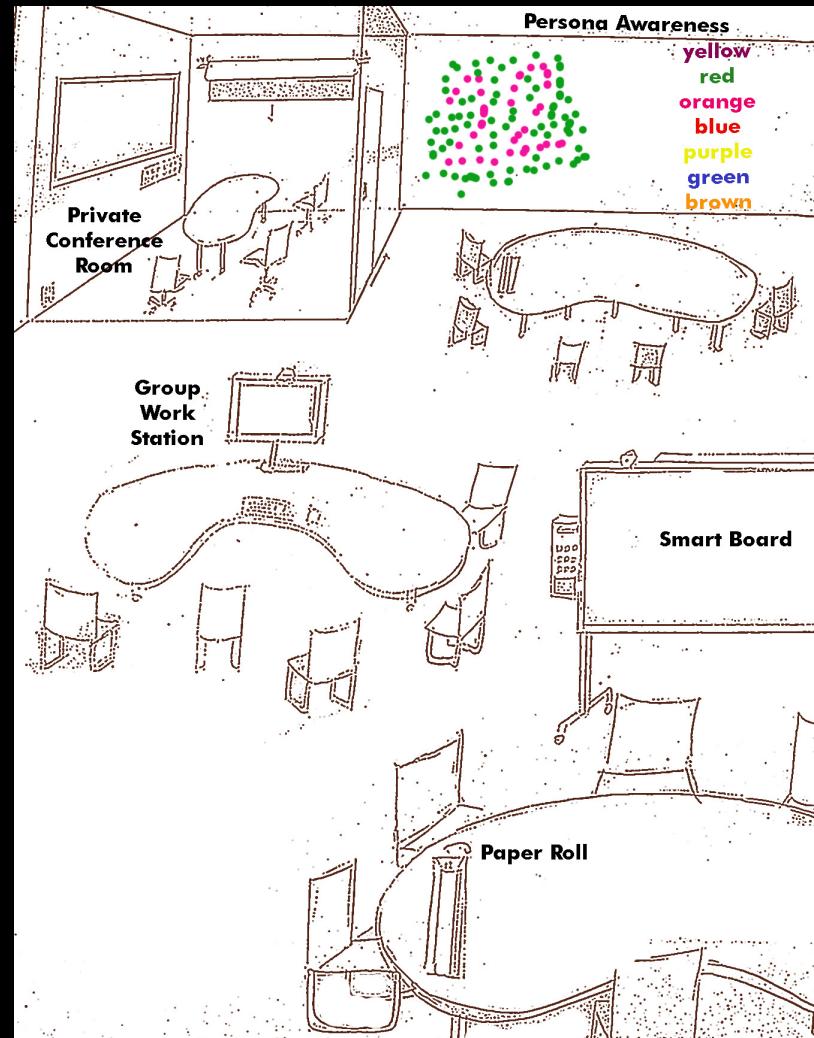 Persona Awareness
yellow
red
orange
blue
purple
green
brown
Private
Conference
Room
Group
Work
Station
Smart Board
Paper Roll